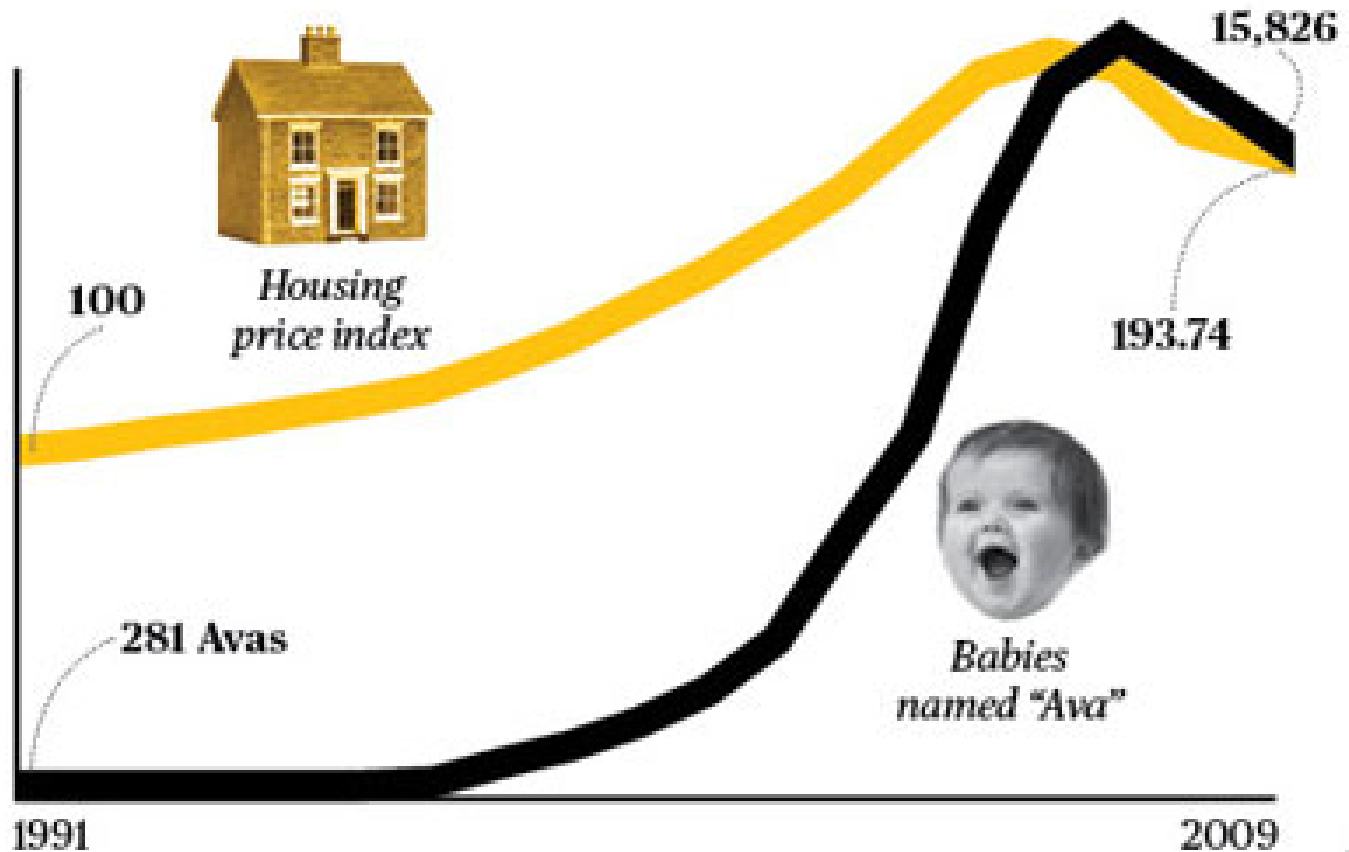 15,826
100
Housing
price index
193.74
281 Avas
Babies
named “Ava”
1991
2009